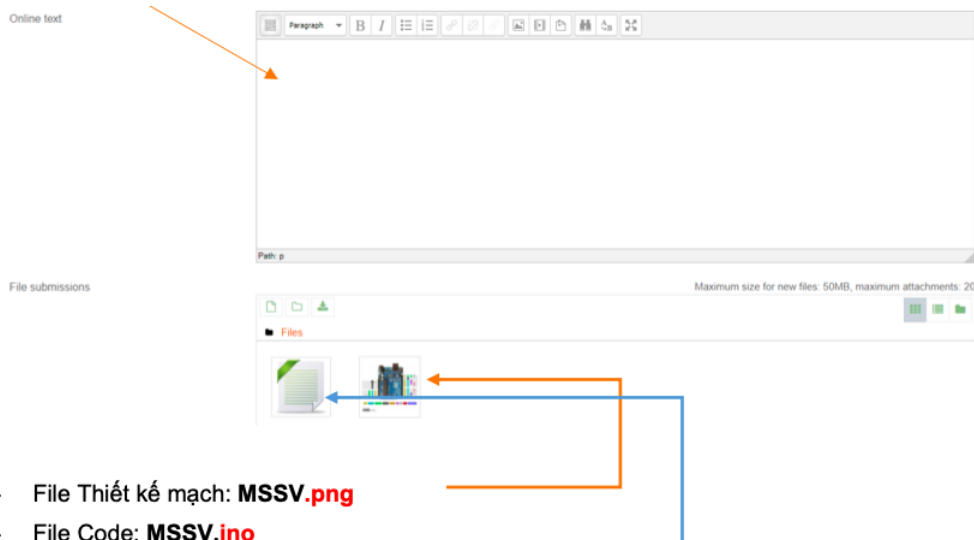 Online text
Paragraph
B I
Path: p
File submissions
Maximum size for new files: 50MB, maximum attachments: 20
Files
- File Thiết kế mạch: MSSV.png
- File Code: MSSV.ino